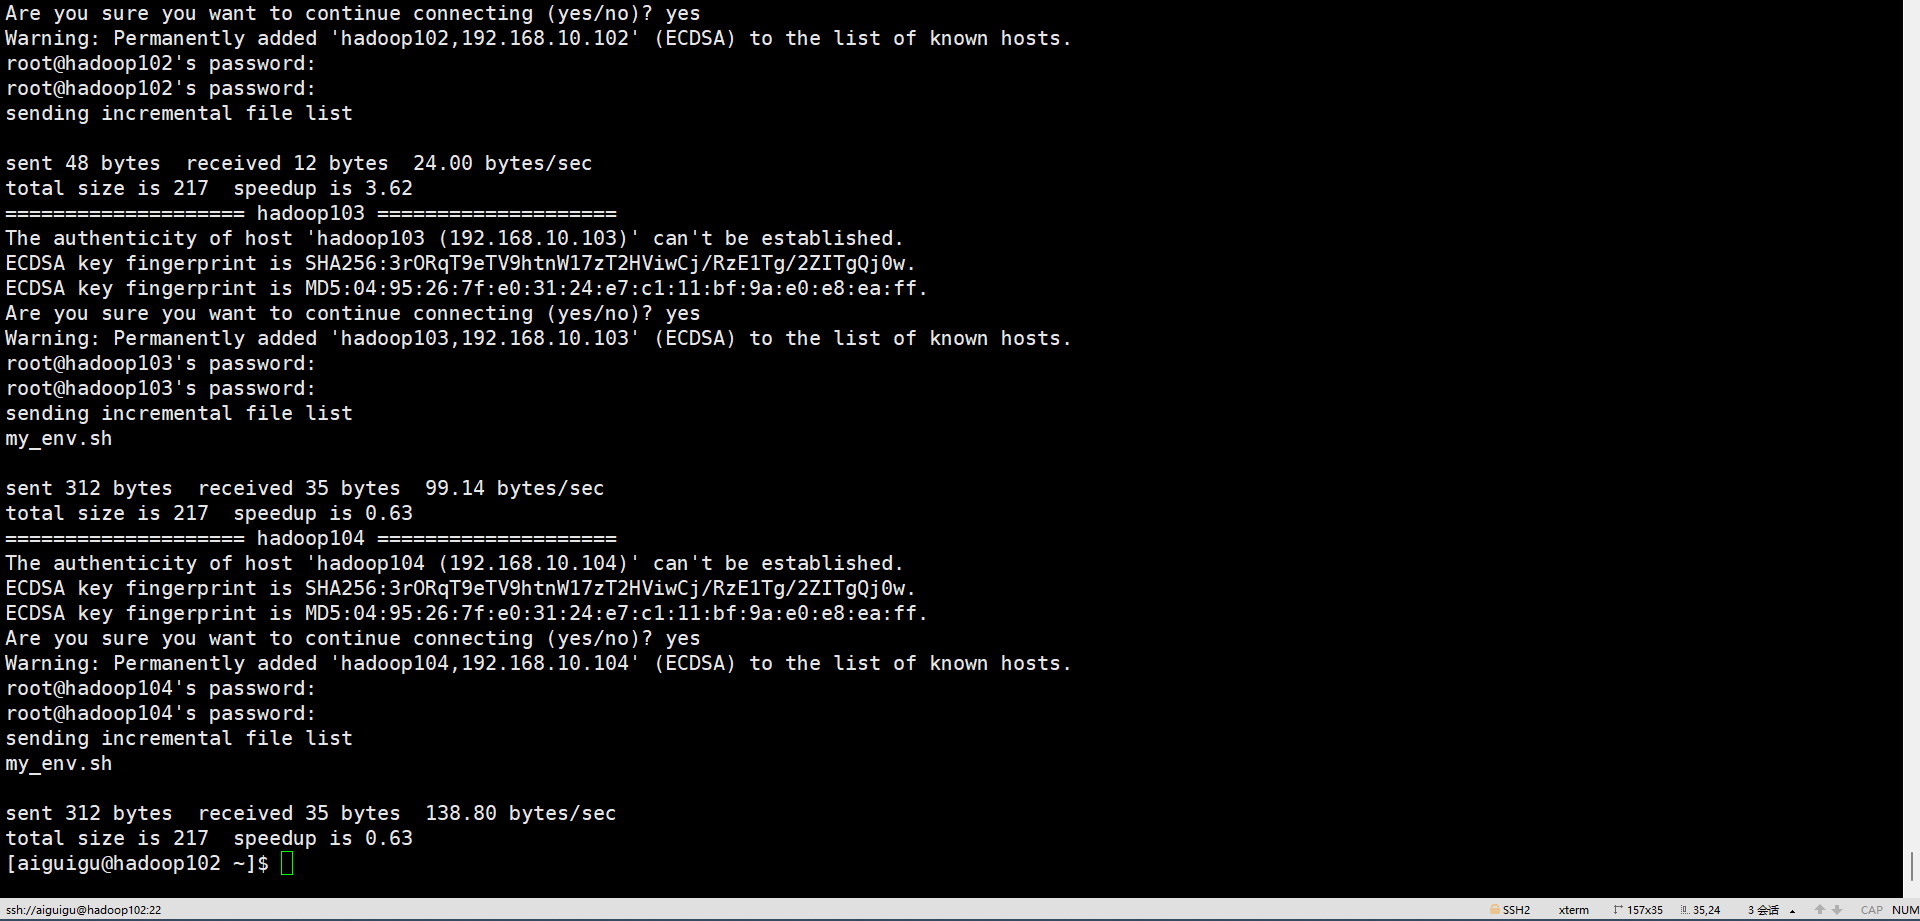 Are you sure you want to continue connecting (yes/no)? yes
Warning: Permanently added 'hadoop102,192.168.10.102' (ECDSA) to the list of known hosts.
root@hadoop102's password:
root@hadoop102's password:
sending incremental file list
sent 48 bytes  received 12 bytes  24.00 bytes/sec
total size is 217  speedup is 3.62
==================== hadoop103 ====================
The authenticity of host 'hadoop103 (192.168.10.103)' can't be established.
ECDSA key fingerprint is SHA256:3rORqT9eTV9htnW17zT2HViwCj/RzE1Tg/2ZITgQj0w.
ECDSA key fingerprint is MD5:04:95:26:7f:e0:31:24:e7:c1:11:bf:9a:e0:e8:ea:ff.
Are you sure you want to continue connecting (yes/no)? yes
Warning: Permanently added 'hadoop103,192.168.10.103' (ECDSA) to the list of known hosts.
root@hadoop103's password:
root@hadoop103's password:
sending incremental file list
my_env.sh
sent 312 bytes  received 35 bytes  99.14 bytes/sec
total size is 217  speedup is 0.63
==================== hadoop104 ====================
The authenticity of host 'hadoop104 (192.168.10.104)' can't be established.
ECDSA key fingerprint is SHA256:3rORqT9eTV9htnW17zT2HViwCj/RzE1Tg/2ZITgQj0w.
ECDSA key fingerprint is MD5:04:95:26:7f:e0:31:24:e7:c1:11:bf:9a:e0:e8:ea:ff.
Are you sure you want to continue connecting (yes/no)? yes
Warning: Permanently added 'hadoop104,192.168.10.104' (ECDSA) to the list of known hosts.
root@hadoop104's password:
root@hadoop104's password:
sending incremental file list
my_env.sh
sent 312 bytes  received 35 bytes  138.80 bytes/sec
total size is 217  speedup is 0.63
[aiguigu@hadoop102 ~]$
ssh://aiguigu@hadoop102:22 SSH2 xterm 157x35 35,24 3 会话 CAP NUM